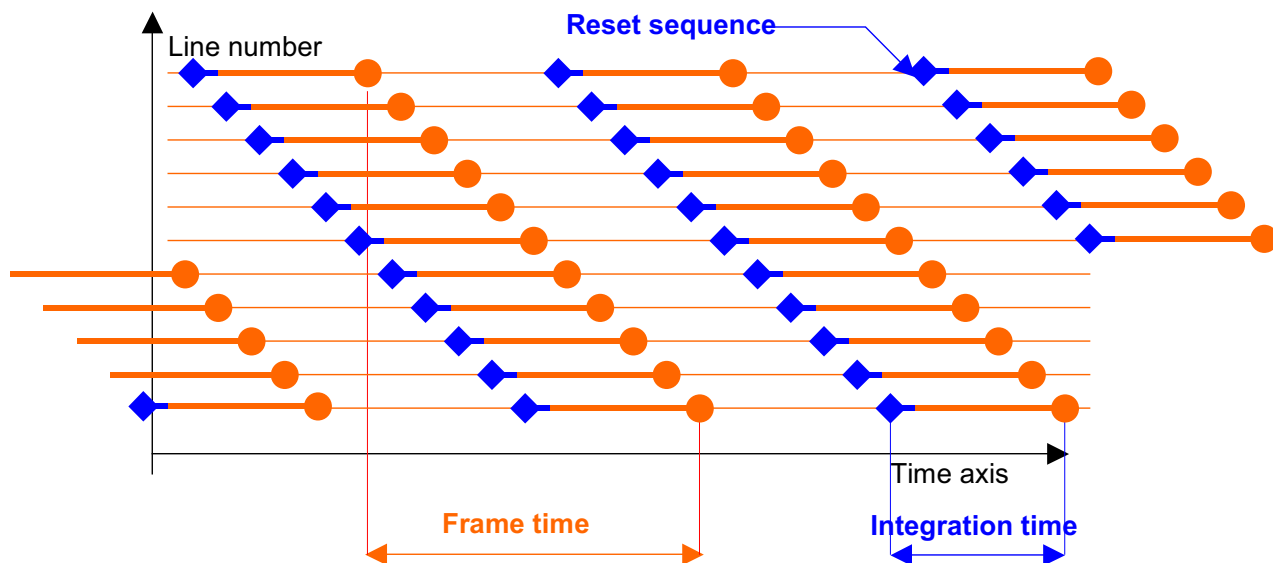 Reset sequence
Line number
Time axis
Frame time
Integration time